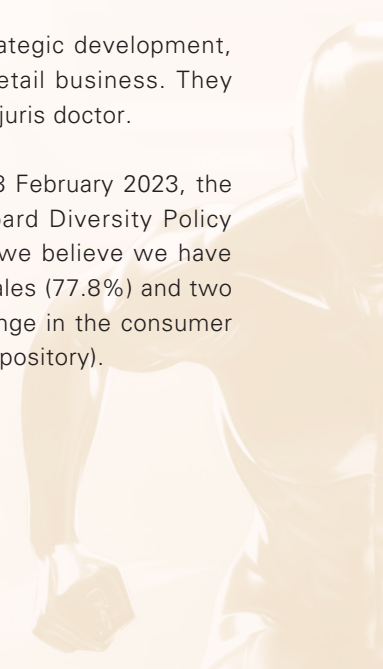 ategic development,
etail business. They
juris doctor.
3 February 2023, the
ard Diversity Policy
we believe we have
ales (77.8%) and two
nge in the consumer
pository).